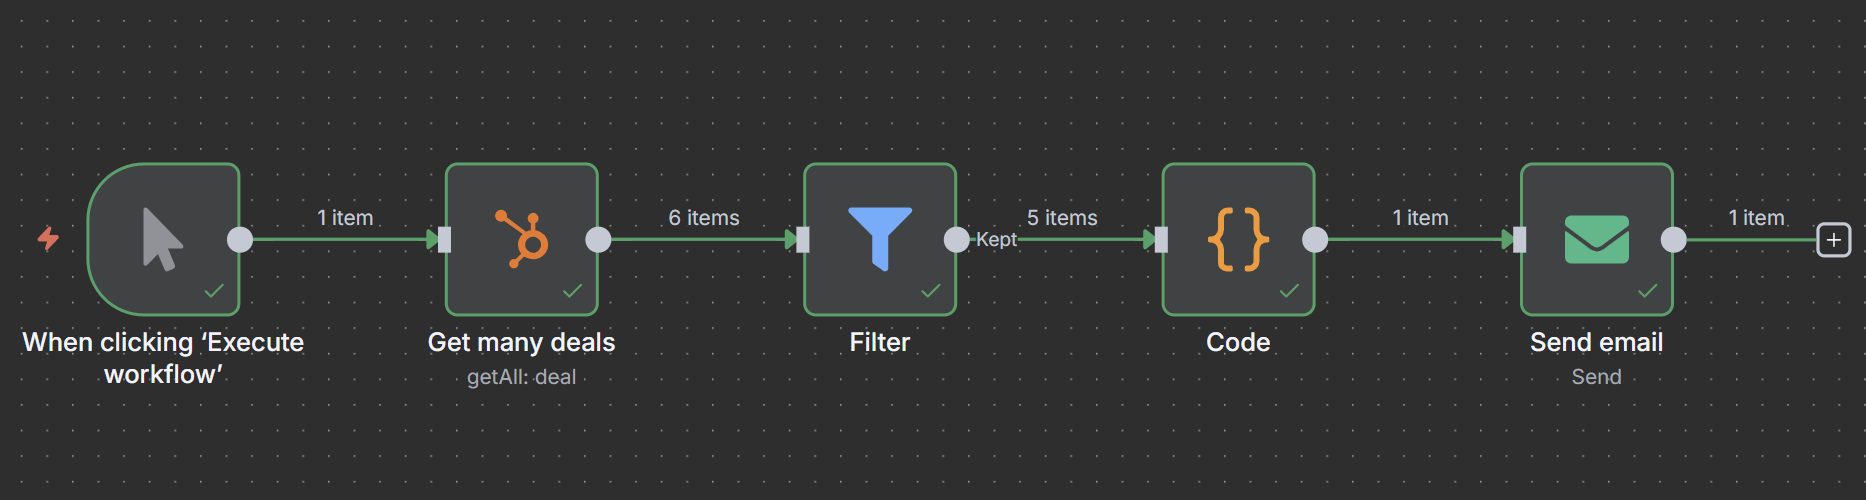 1 item
6 items
Kept
5 items
1 item
1 item
When clicking ‘Execute
workflow’
Get many deals
getAll: deal
Filter
Code
Send email
Send